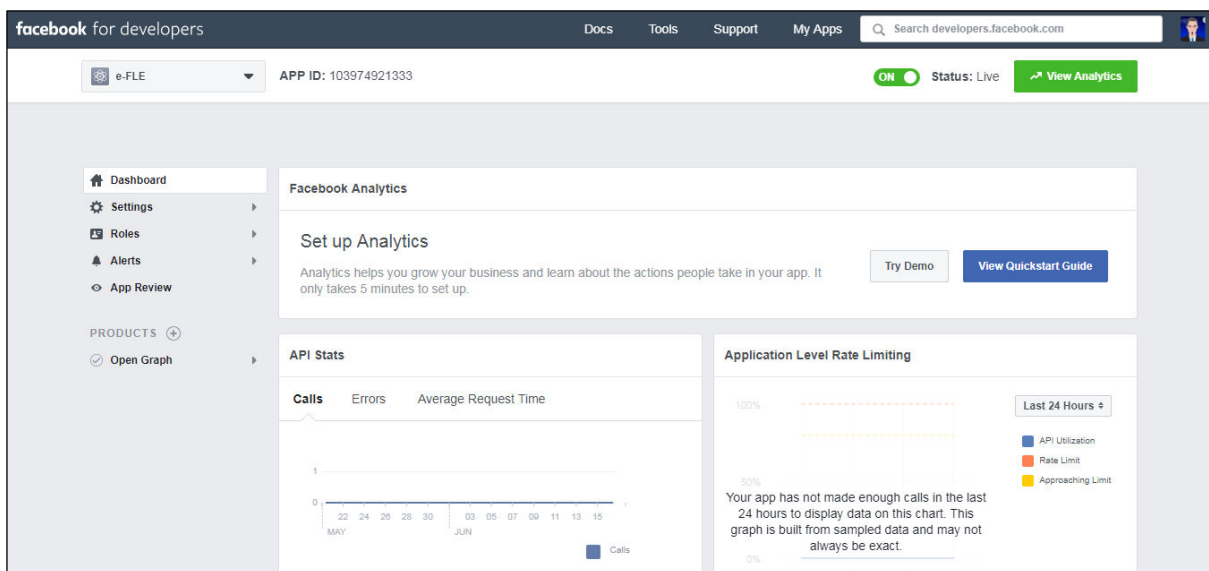 facebook for developers
Docs
Tools
Support
My Apps
Search developers.facebook.com
e-FLE
APP ID: 103974921333
ON
Status: Live
View Analytics
Dashboard
Settings
Roles
Alerts
App Review
PRODUCTS
Open Graph
Facebook Analytics
Set up Analytics
Analytics helps you grow your business and learn about the actions people take in your app. It
only takes 5 minutes to set up.
Try Demo
View Quickstart Guide
API Stats
Calls
Errors
Average Request Time
1
0
22 24 26 28 30 03 05 07 09 11 13 15
MAY
JUN
Calls
Application Level Rate Limiting
100%
Last 24 Hours
API Utilization
Rate Limit
Approaching Limit
50%
Your app has not made enough calls in the last
24 hours to display data on this chart. This
graph is built from sampled data and may not
always be exact.
0%